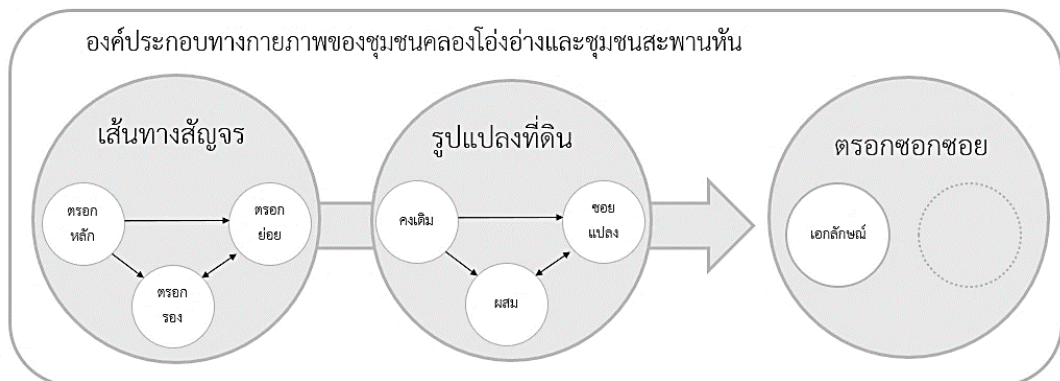 องค์ประกอบทางกายภาพของชุมชนคลองโอ่งอ่างและชุมชนสะพานหัน
เส้นทางสัญจร
ตรอก
หลัก
ตรอก
ย่อย
ตรอก
รอง
รูปแปลงที่ดิน
คงเดิม
ซอย
แปลง
ผสม
ตรอกซอกซอย
เอกลักษณ์